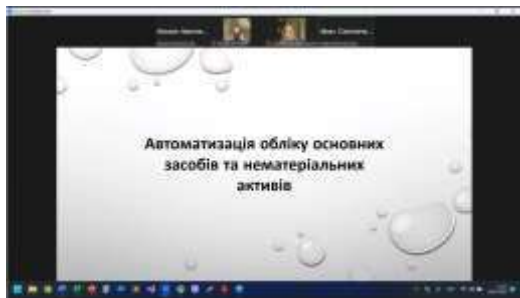 Автоматизація обліку основних
засобів та нематеріальних
активів